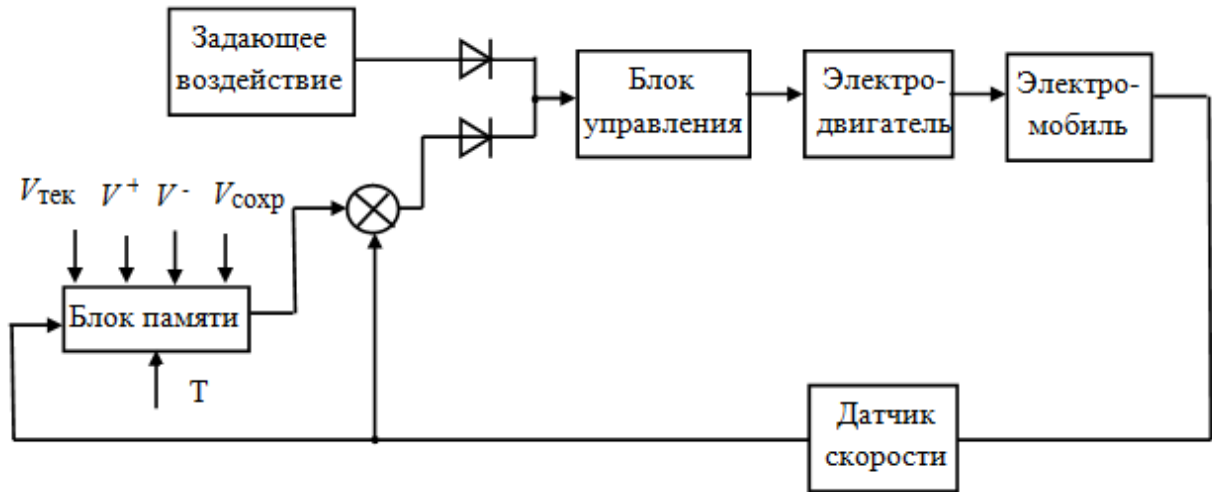 Задающее
воздействие
Блок
управления
Электро-
двигатель
Электро-
мобиль
Vтек V+ V- Vсохр
Блок памяти
Т
Датчик
скорости